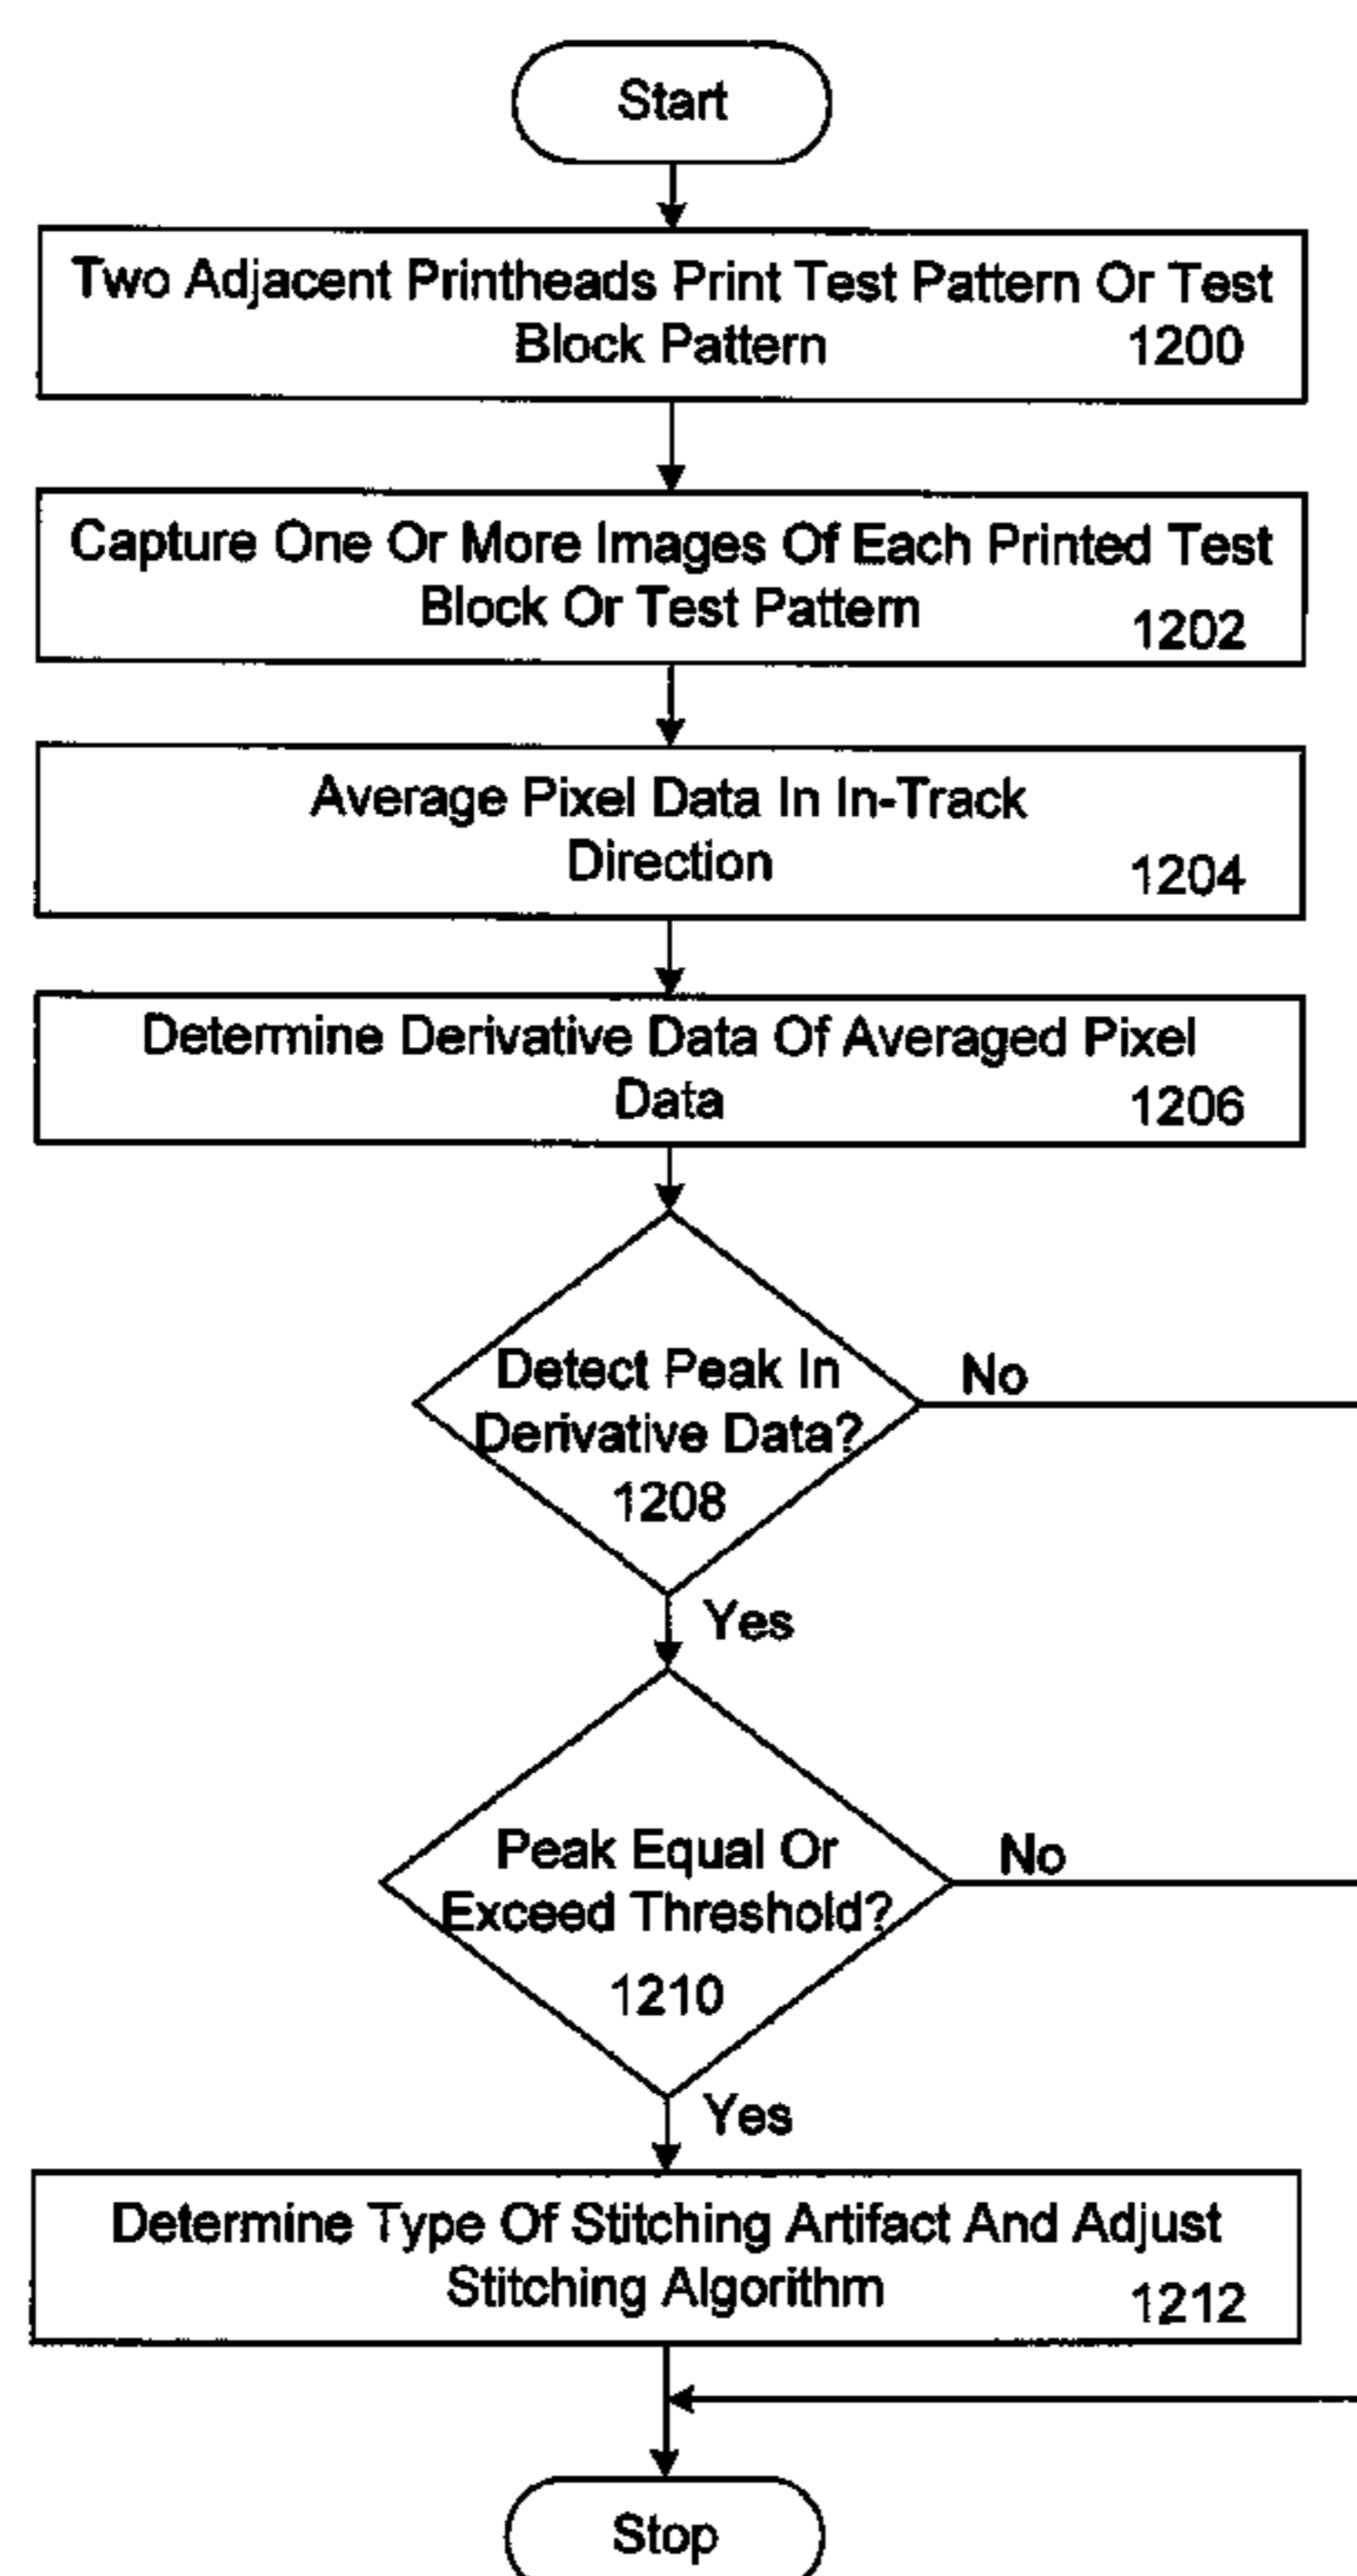 Start
Two Adjacent Printheads Print Test Pattern Or Test
Block Pattern
1200
Capture One Or More Images Of Each Printed Test
Block Or Test Pattern
1202
Average Pixel Data In In-Track
Direction
1204
Determine Derivative Data Of Averaged Pixel
Data
1206
Detect Peak In
Derivative Data?
1208
No
Yes
Peak Equal Or
Exceed Threshold?
1210
No
Yes
Determine Type Of Stitching Artifact And Adjust
Stitching Algorithm
1212
Stop